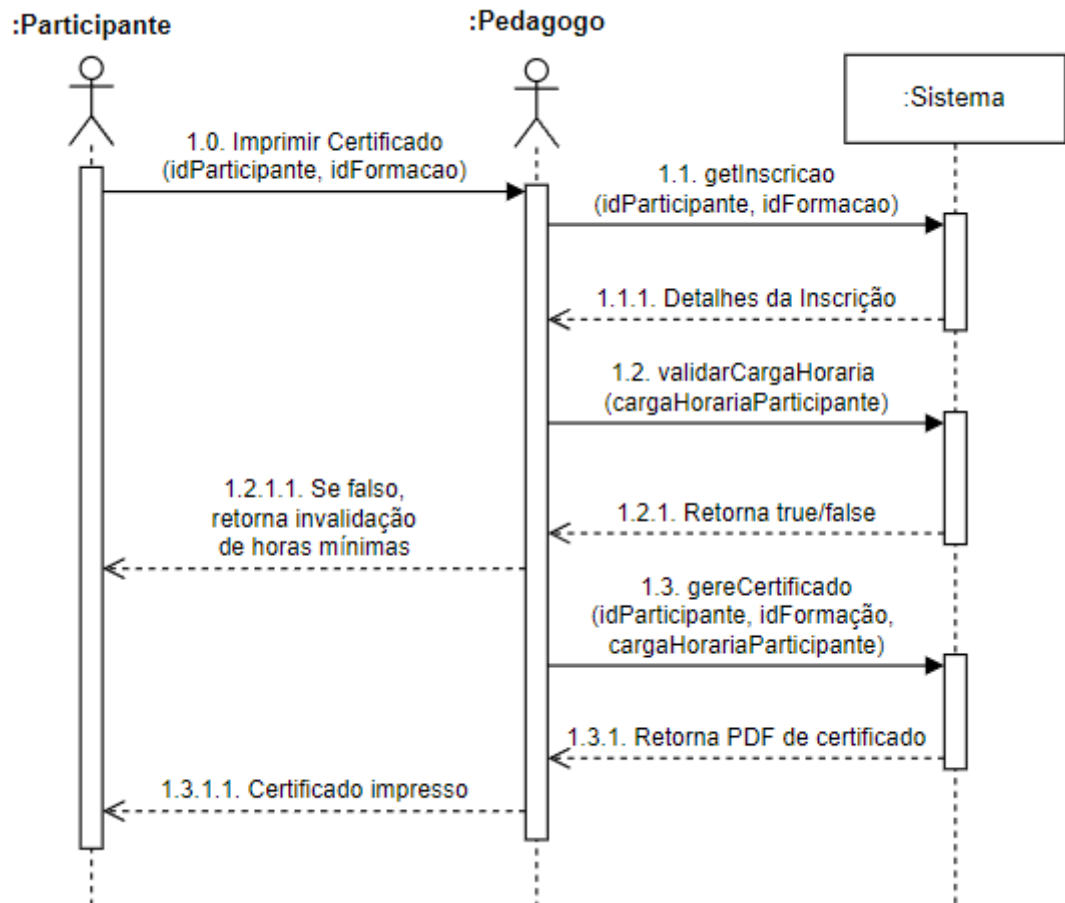 :Participante
:Pedagogo
:Sistema
1.0. Imprimir Certificado
(idParticipante, idFormacao)
1.1. getInscricao
(idParticipante, idFormacao)
1.1.1. Detalhes da Inscrição
1.2. validarCargaHoraria
(cargaHorariaParticipante)
1.2.1.1. Se falso,
retorna invalidação
de horas mínimas
1.2.1. Retorna true/false
1.3. gereCertificado
(idParticipante, idFormação,
cargaHorariaParticipante)
1.3.1. Retorna PDF de certificado
1.3.1.1. Certificado impresso